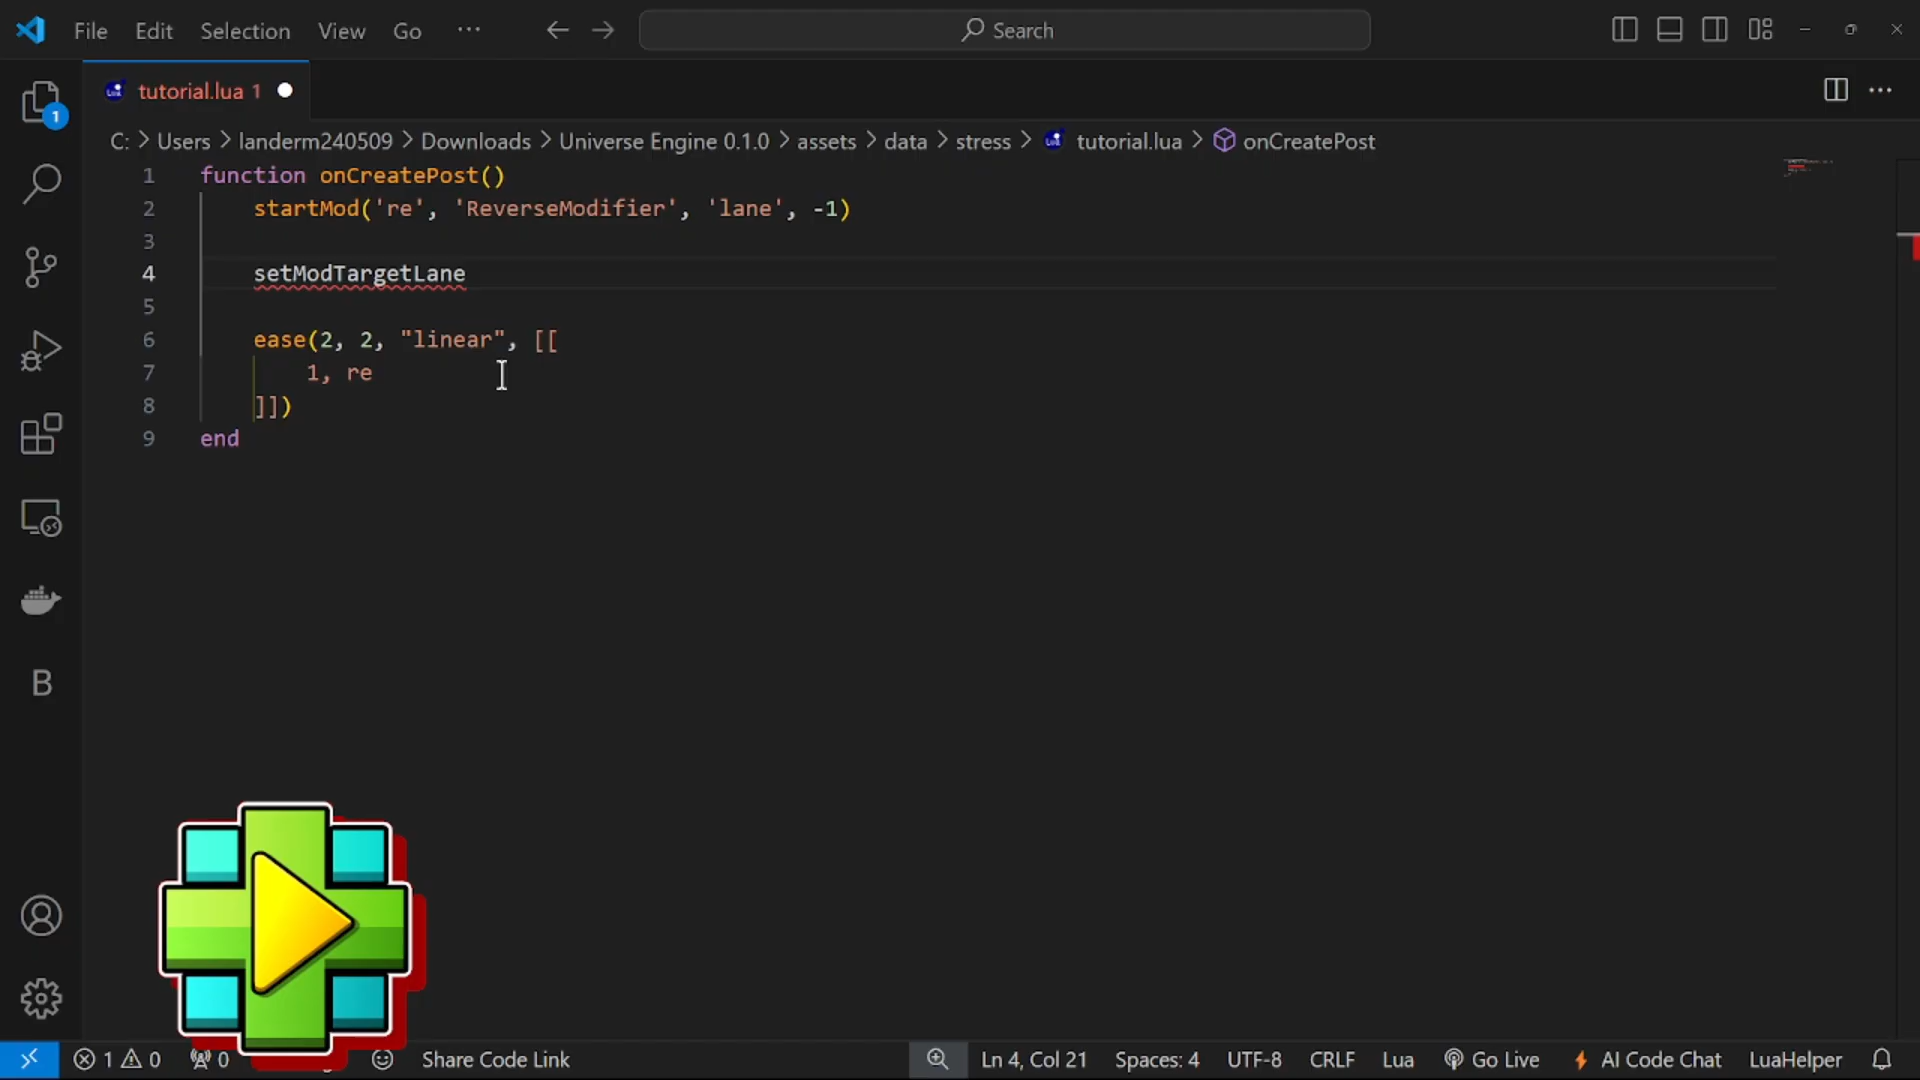 File Edit Selection View Go ··· Search
tutorial.lua 1
1
C: > Users > landerm240509 > Downloads > Universe Engine 0.1.0 > assets > data > stress > tutorial.lua > onCreatePost
1 function onCreatePost()
2 startMod('re', 'ReverseModifier', 'lane', -1)
3
4 setModTargetLane
5
6 ease(2, 2, "linear", [[
7 1, re
8 ]])
9 end
B
1 0 0 Share Code Link Ln 4, Col 21 Spaces: 4 UTF-8 CRLF Lua Go Live AI Code Chat LuaHelper